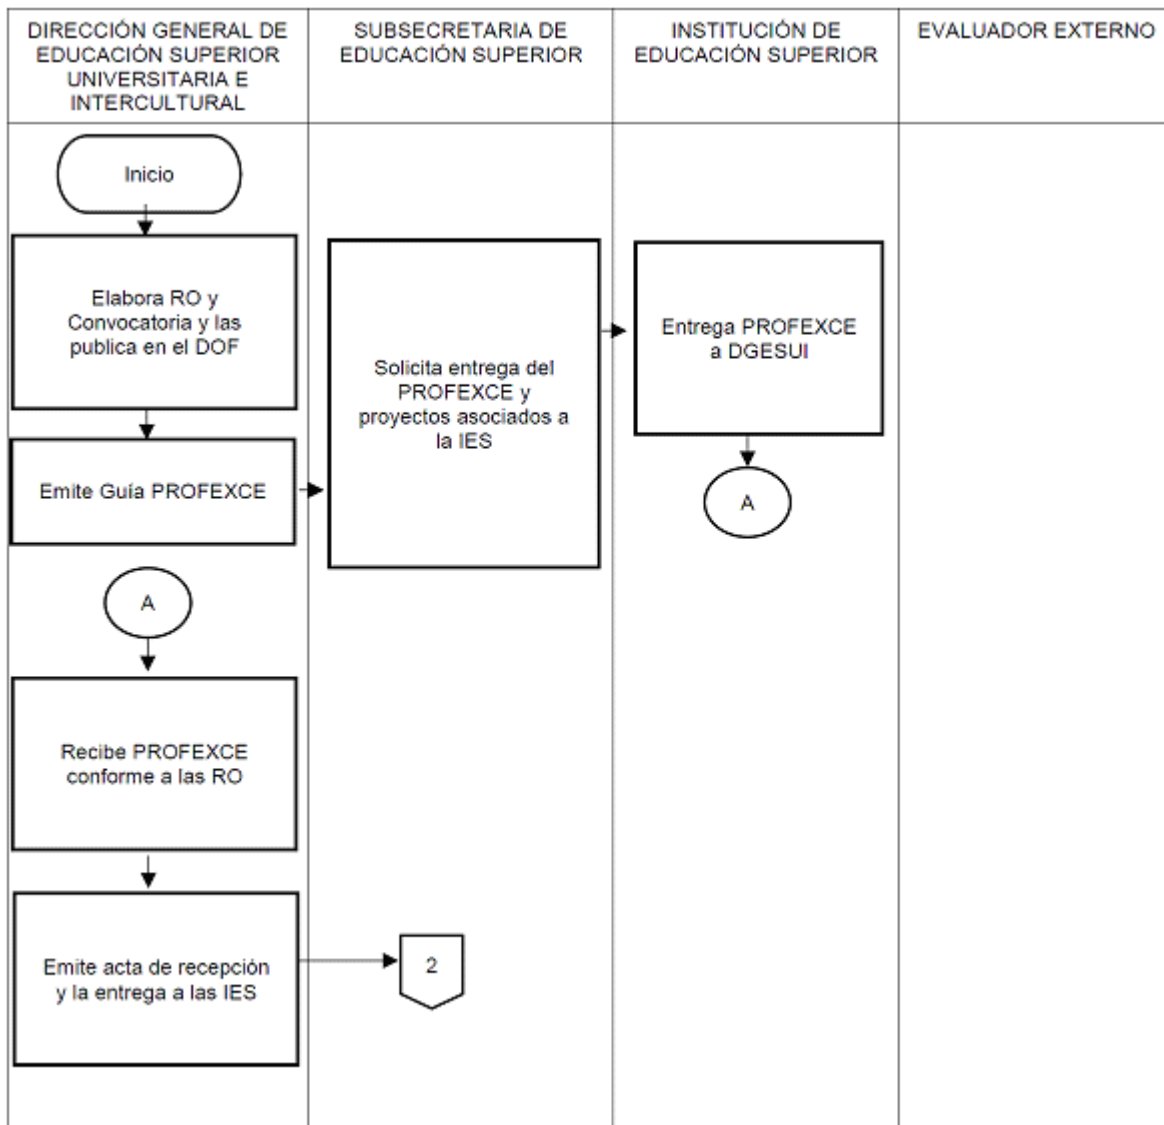 DIRECCIÓN GENERAL DE
EDUCACIÓN SUPERIOR
UNIVERSITARIA E
INTERCULTURAL
SUBSECRETARIA DE
EDUCACIÓN SUPERIOR
INSTITUCIÓN DE
EDUCACIÓN SUPERIOR
EVALUADOR EXTERNO
Inicio
Elabora RO y
Convocatoria y las
publica en el DOF
Emite Guía PROFEXCE
Solicita entrega del
PROFEXCE y
proyectos asociados a
la IES
Entrega PROFEXCE
a DGESUI
A
A
Recibe PROFEXCE
conforme a las RO
Emite acta de recepción
y la entrega a las IES
2